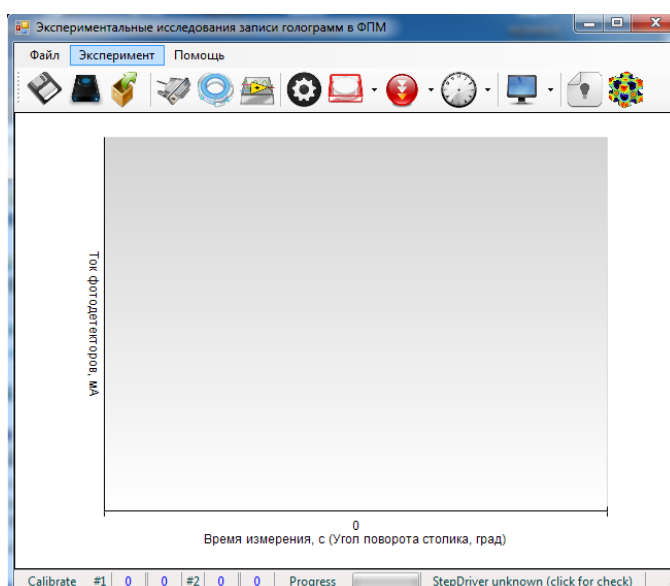 Экспериментальные исследования записи голограмм в ФПМ
Файл Эксперимент Помощь
Ток фотодетекторов, мА
0
Время измерения, с (Угол поворота столика, град)
Calibrate #1 0 0 #2 0 0 Progress StepDriver unknown (click for check)